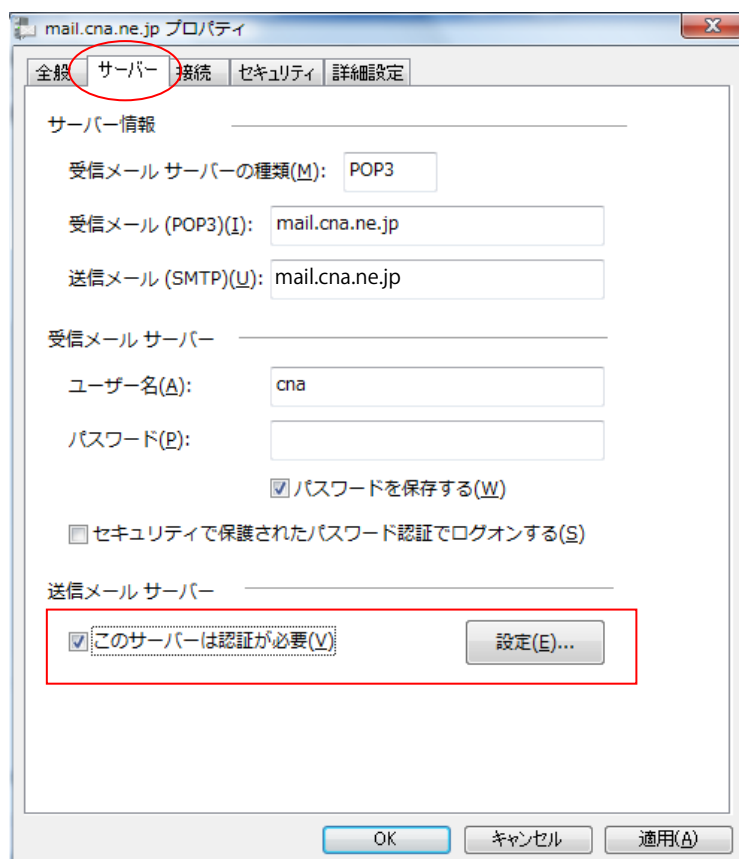 mail.cna.ne.jp プロパティ
全般 サーバー 接続 セキュリティ 詳細設定
サーバー情報
受信メール サーバーの種類(M): POP3
受信メール (POP3)(I): mail.cna.ne.jp
送信メール (SMTP)(U): mail.cna.ne.jp
受信メール サーバー
ユーザー名(A): cna
パスワード(P):
パスワードを保存する(W)
セキュリティで保護されたパスワード認証でログオンする(S)
送信メール サーバー
このサーバーは認証が必要(V) 設定(E)...
OK キャンセル 適用(A)